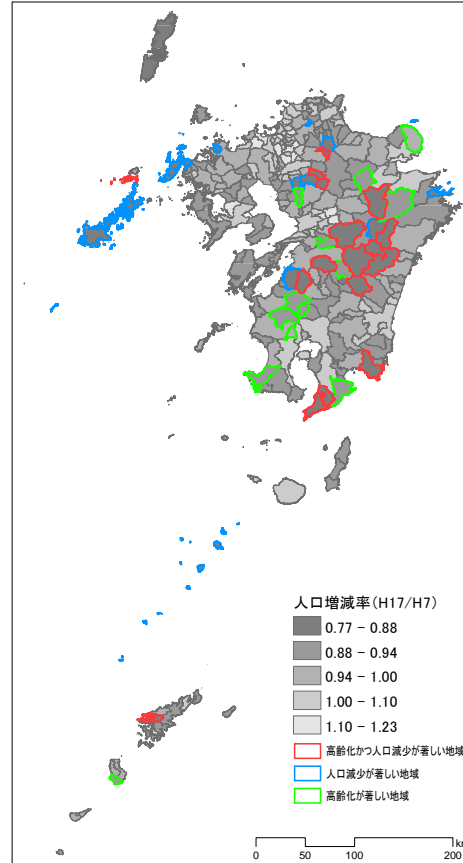 人口増減率(H17/H7)
0.77 - 0.88
0.88 - 0.94
0.94 - 1.00
1.00 - 1.10
1.10 - 1.23
高齢化かつ人口減少が著しい地域
人口減少が著しい地域
高齢化が著しい地域
km
0 50 100 200